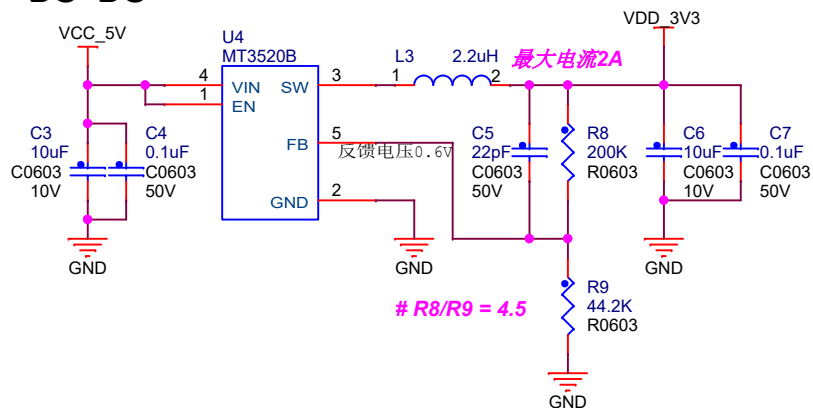 VCC_5V
U4
MT3520B
4
VIN
SW
3
1
EN
FB
5
反馈电压0.6V
GND
2
L3
2.2uH
1
2
最大电流2A
VDD_3V3
C3
10uF
C0603
10V
C4
0.1uF
C0603
50V
C5
22pF
C0603
50V
R8
200K
R0603
C6
10uF
C0603
10V
C7
0.1uF
C0603
50V
GND
GND
GND
# R8/R9 = 4.5
R9
44.2K
R0603
GND